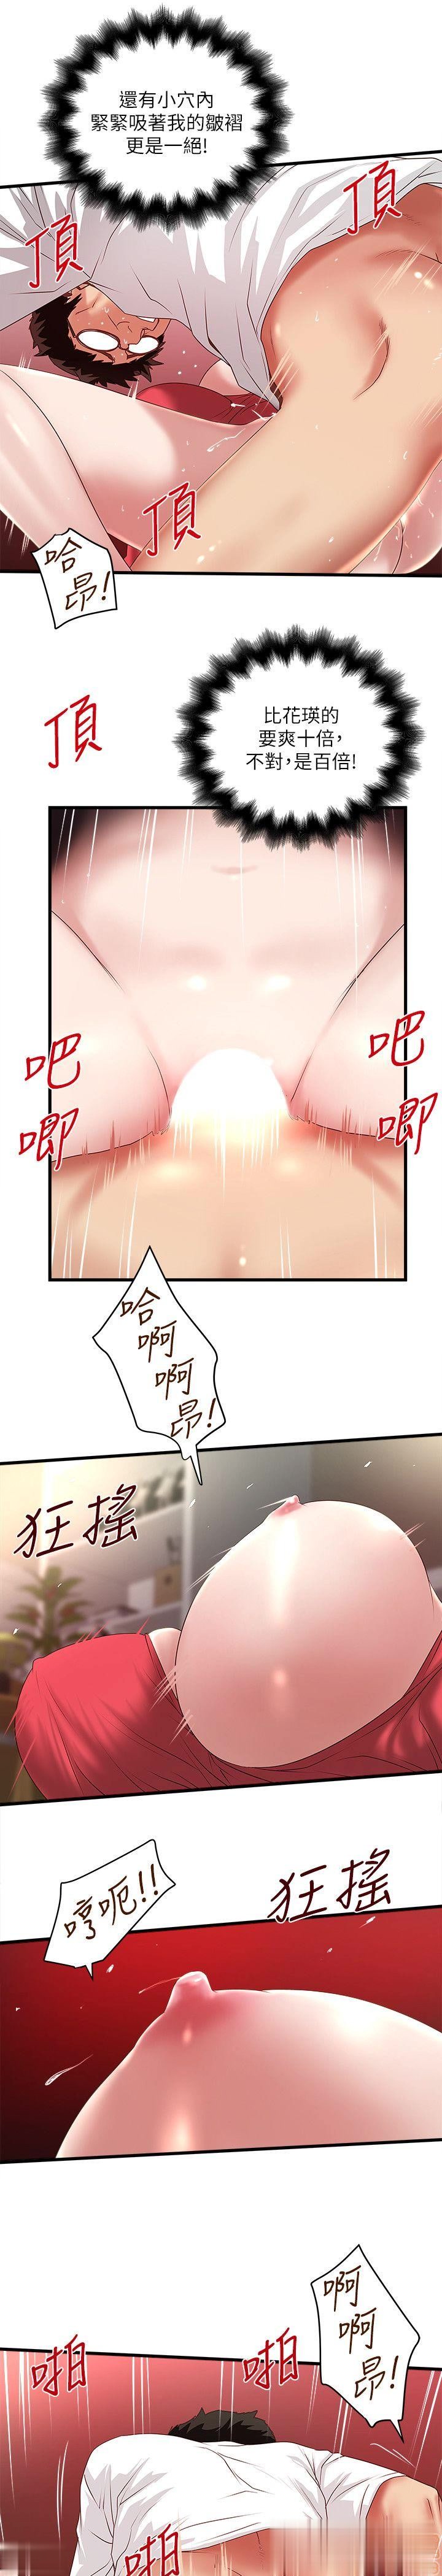 還有小穴內
緊緊吸著我的皺褶
更是一絕!
頂
頂
頂
哈昂!
頂
比花瑛的
要爽十倍,
不對,是百倍!
吧唧
吧唧
哈啊啊昂!
狂搖
哼呃!!
狂搖
啊啊昂!
啪
啪
啪